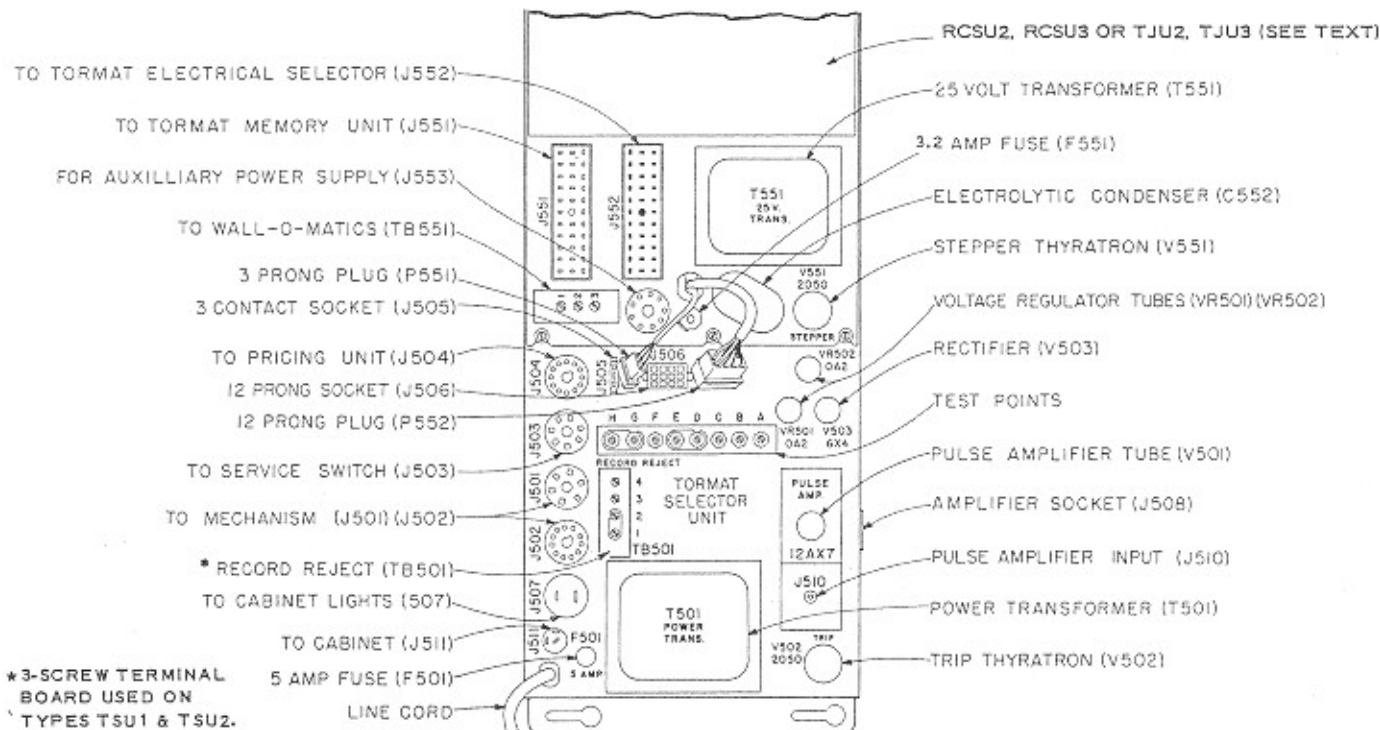 RCSU2, RCSU3 OR TJU2, TJU3 (SEE TEXT)
TO TORMAT ELECTRICAL SELECTOR (J552)
25 VOLT TRANSFORMER (T551)
TO TORMAT MEMORY UNIT (J551)
3.2 AMP FUSE (F551)
FOR AUXILLIARY POWER SUPPLY (J553)
ELECTROLYTIC CONDENSER (C552)
TO WALL-O-MATICS (TB551)
STEPPER THYRATRON (V551)
3 PRONG PLUG (P551)
3 CONTACT SOCKET (J505)
VOLTAGE REGULATOR TUBES (VR501)(VR502)
TO PRICING UNIT (J504)
RECTIFIER (V503)
12 PRONG SOCKET (J506)
12 PRONG PLUG (P552)
TEST POINTS
TO SERVICE SWITCH (J503)
PULSE AMPLIFIER TUBE (V501)
TO MECHANISM (J501) (J502)
AMPLIFIER SOCKET (J508)
* RECORD REJECT (TB501)
PULSE AMPLIFIER INPUT (J510)
TO CABINET LIGHTS (507)
POWER TRANSFORMER (T501)
TO CABINET (J511)
5 AMP FUSE (F501)
TRIP THYRATRON (V502)
LINE CORD
* 3-SCREW TERMINAL
BOARD USED ON
TYPES TSU1 & TSU2.
J551
J552
T551
25 V.
TRANS.
V551
2050
STEPPER
1 2 3
J504
J505
J506
VR502
OA2
VR501
OA2
V503
6X4
H G F E D C B A
J503
RECORD REJECT
4
3
2
1
TB501
TORMAT
SELECTOR
UNIT
PULSE
AMP.
12AX7
J501
J502
J510
J507
J511
F501
5 AMP
T501
POWER
TRANS.
TRIP
V502
2050